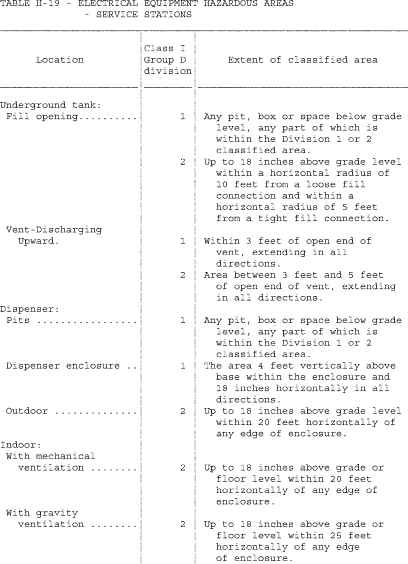 TABLE H-19 - ELECTRICAL EQUIPMENT HAZARDOUS AREAS
- SERVICE STATIONS
Location
Class I
Group D
division
Extent of classified area
Underground tank:
Fill opening.......... 1 Any pit, box or space below grade
level, any part of which is
within the Division 1 or 2
classified area.
2 Up to 18 inches above grade level
within a horizontal radius of
10 feet from a loose fill
connection and within a
horizontal radius of 5 feet
from a tight fill connection.
Vent-Discharging
Upward. 1 Within 3 feet of open end of
vent, extending in all
directions.
2 Area between 3 feet and 5 feet
of open end of vent, extending
in all directions.
Dispenser:
Pits ................. 1 Any pit, box or space below grade
level, any part of which is
within the Division 1 or 2
classified area.
Dispenser enclosure .. 1 The area 4 feet vertically above
base within the enclosure and
18 inches horizontally in all
directions.
Outdoor .............. 2 Up to 18 inches above grade level
within 20 feet horizontally of
any edge of enclosure.
Indoor:
With mechanical
ventilation ........ 2 Up to 18 inches above grade or
floor level within 20 feet
horizontally of any edge of
enclosure.
With gravity
ventilation ........ 2 Up to 18 inches above grade or
floor level within 25 feet
horizontally of any edge
of enclosure.